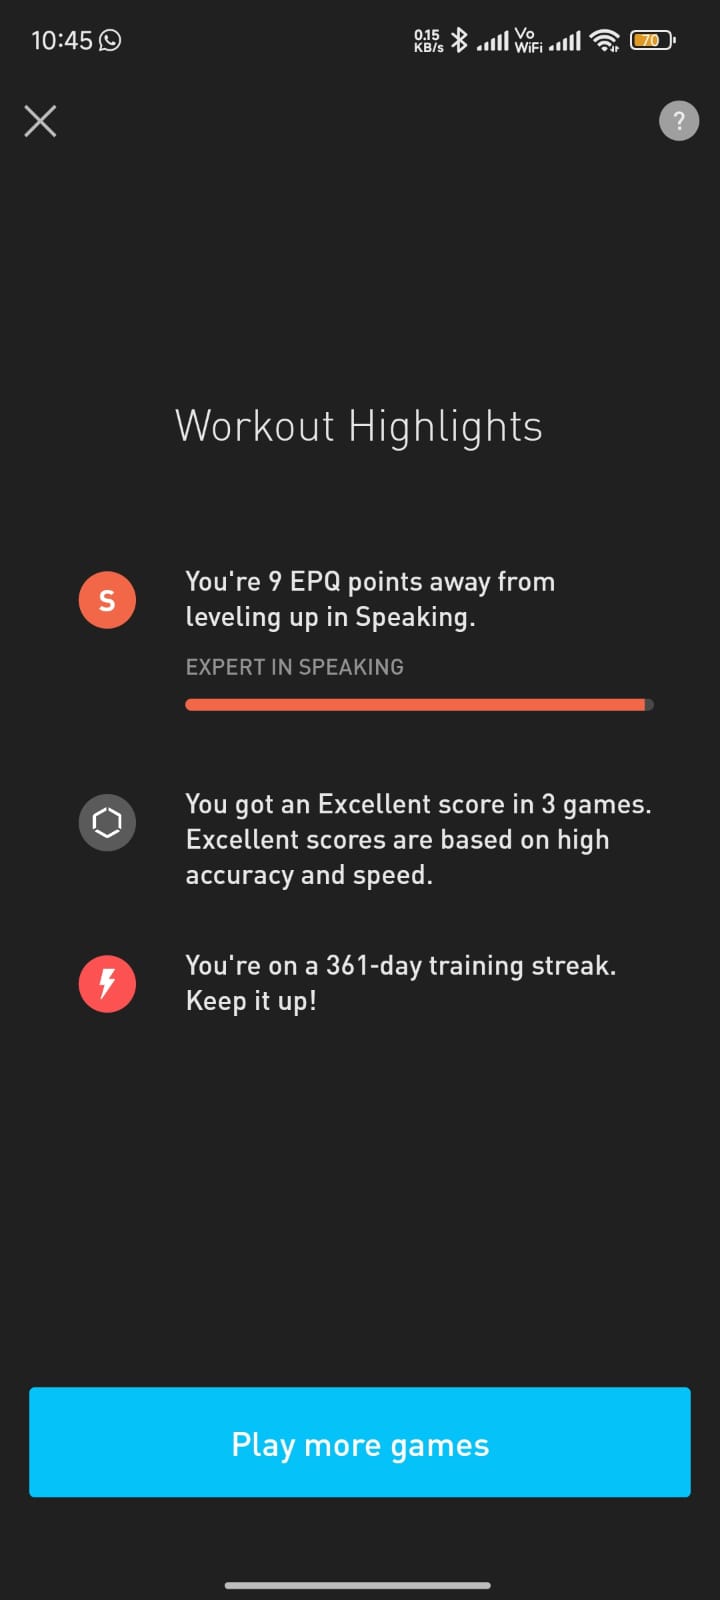 10:45
0.15
KB/s
Vo
WiFi
70
?
Workout Highlights
S
You're 9 EPQ points away from
leveling up in Speaking.
EXPERT IN SPEAKING
You got an Excellent score in 3 games.
Excellent scores are based on high
accuracy and speed.
You're on a 361-day training streak.
Keep it up!
Play more games